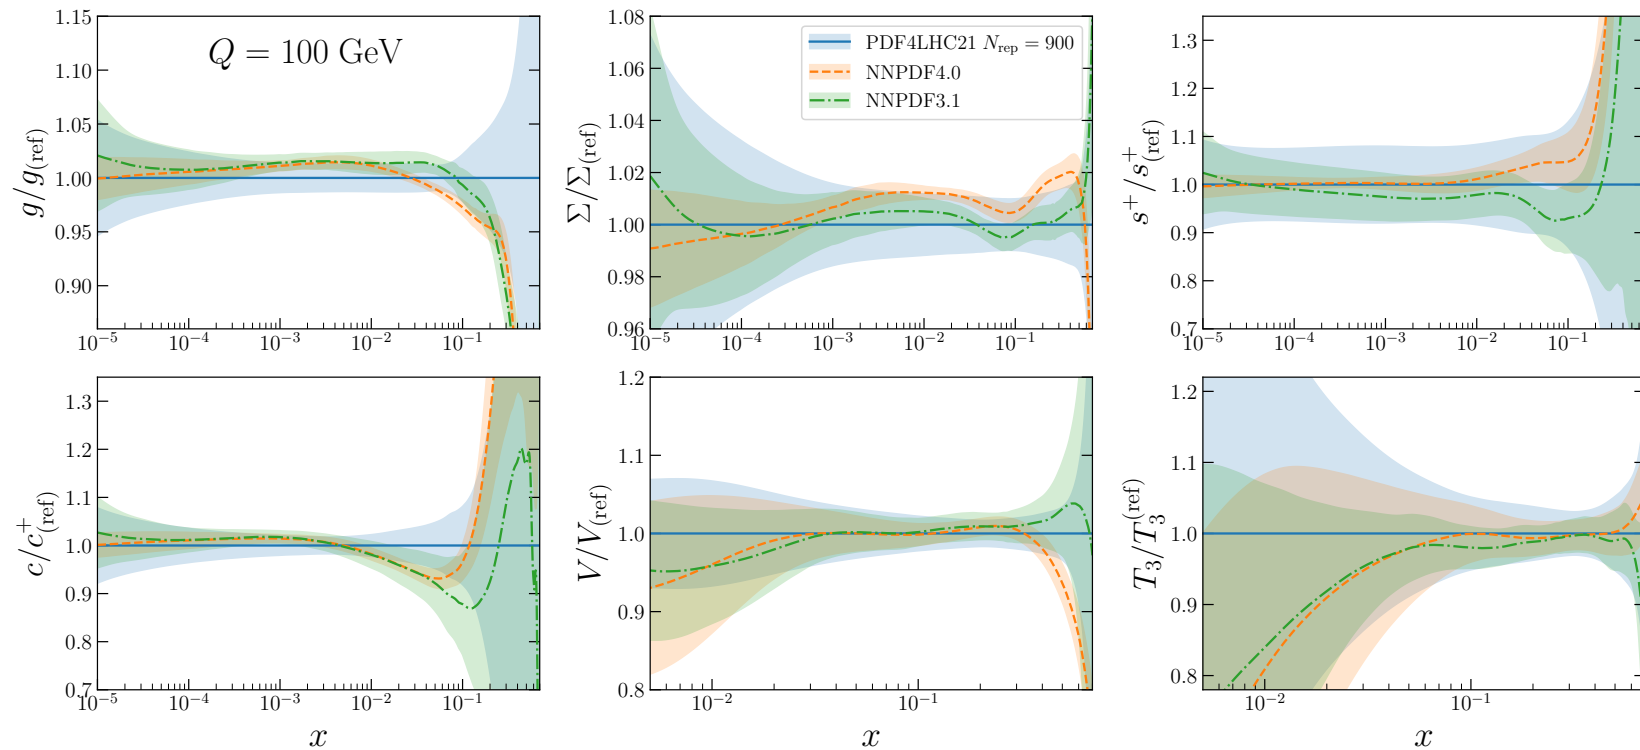 Q = 100 GeV
g/g(ref)
1.15
1.10
1.05
1.00
0.95
0.90
10⁻⁵ 10⁻⁴ 10⁻³ 10⁻² 10⁻¹
Σ/Σ(ref)
1.08
1.06
1.04
1.02
1.00
0.98
0.96
10⁻⁵ 10⁻⁴ 10⁻³ 10⁻² 10⁻¹
PDF4LHC21 N_rep = 900
NNPDF4.0
NNPDF3.1
s⁺/s⁺(ref)
1.3
1.2
1.1
1.0
0.9
0.8
0.7
10⁻⁵ 10⁻⁴ 10⁻³ 10⁻² 10⁻¹
c/c⁺(ref)
1.3
1.2
1.1
1.0
0.9
0.8
0.7
10⁻⁵ 10⁻⁴ 10⁻³ 10⁻² 10⁻¹
x
V/V(ref)
1.2
1.1
1.0
0.9
0.8
10⁻² 10⁻¹
x
T₃/T₃(ref)
1.2
1.1
1.0
0.9
0.8
10⁻² 10⁻¹
x